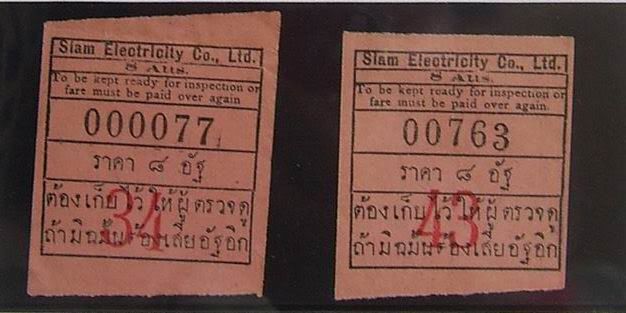 Siam Electricity Co., Ltd.
8 Atts.
To be kept ready for inspection or
fare must be paid over again
000077
ราคา ๘ อัฐ
ต้องเก็บไว้ให้ผู้ตรวจดู
ถ้ามิฉนั้นต้องเสียอัฐอีก
34
Siam Electricity Co., Ltd.
8 Atts.
To be kept ready for inspection or
fare must be paid over again.
00763
ราคา ๘ อัฐ
ต้องเก็บไว้ให้ผู้ตรวจดู
ถ้ามิฉนั้นต้องเสียอัฐอีก
43